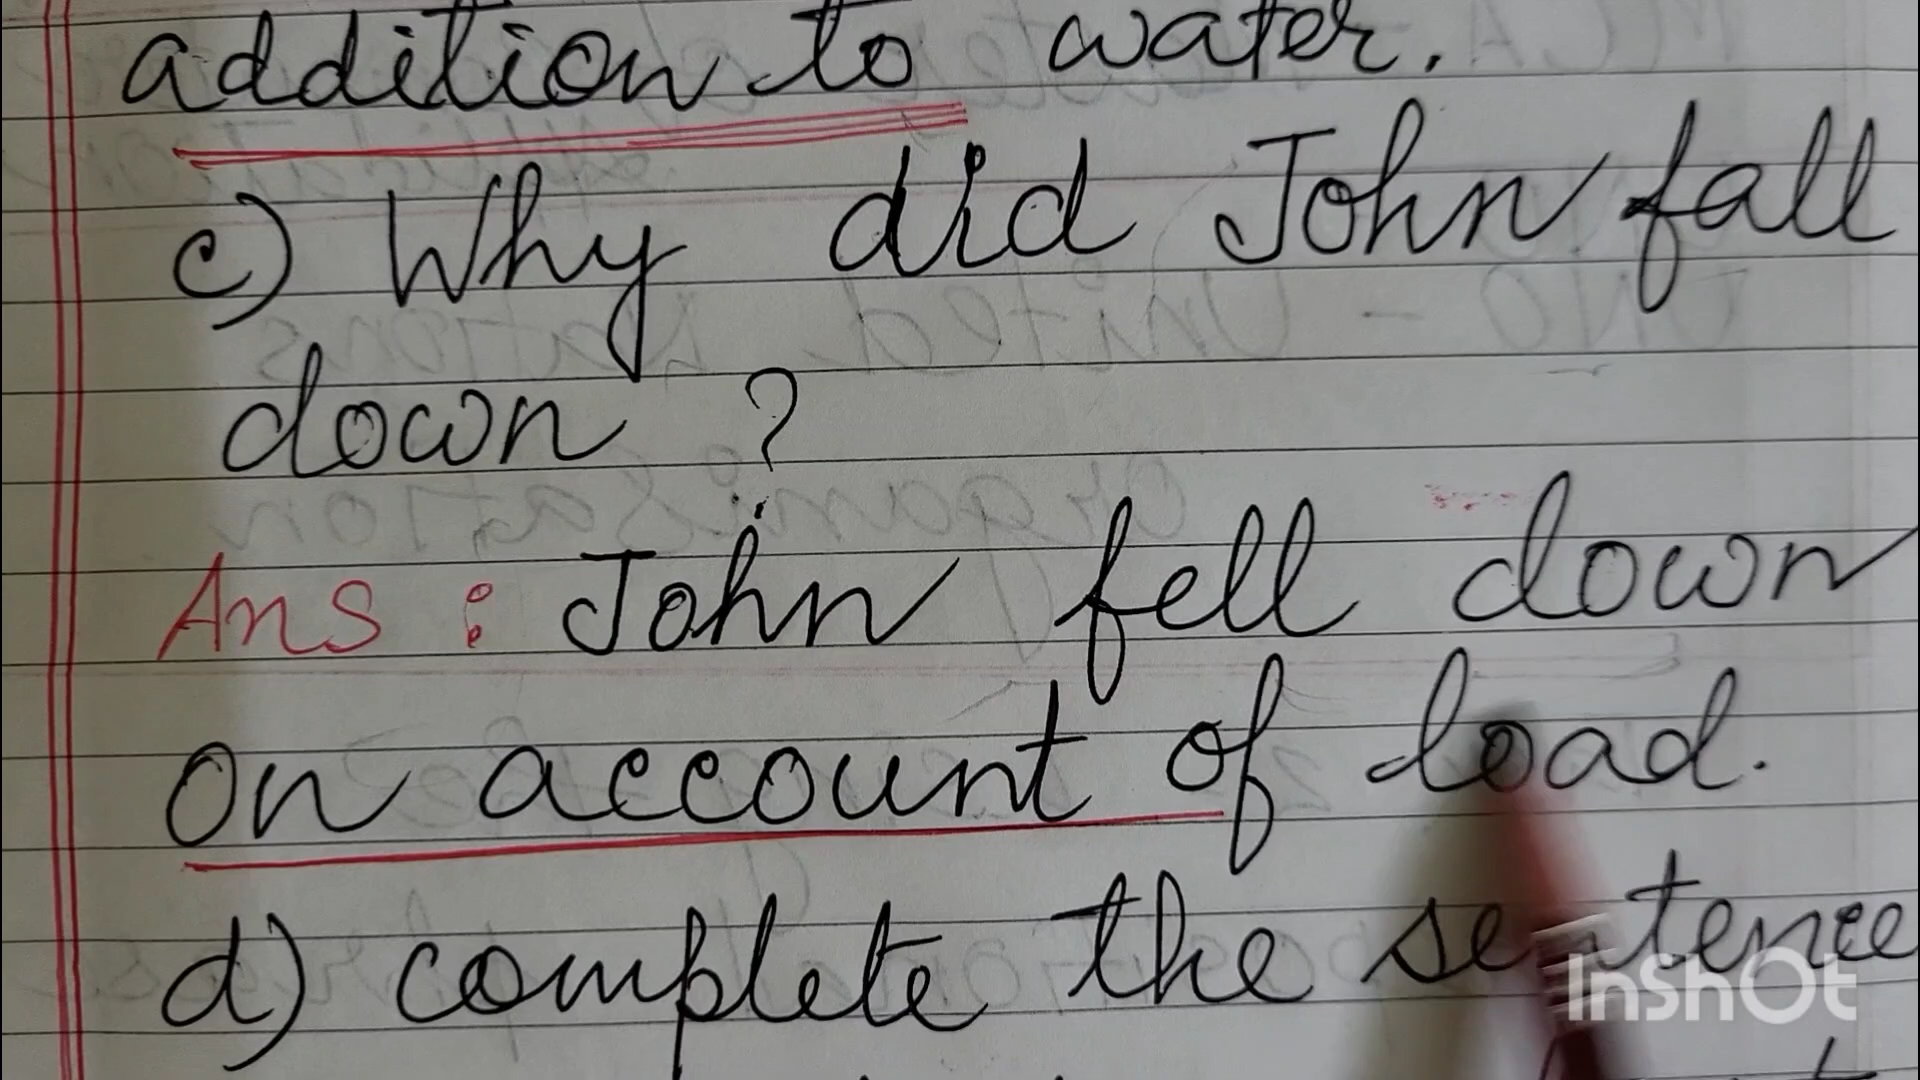 addition to water.
c) Why did John fall
down ?
Ans : John fell down
on account of load.
d) complete the sentence
InShOt